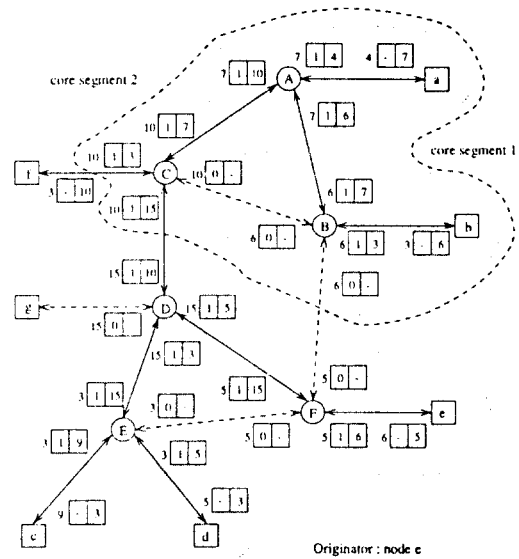 7 1 4
4 - 7
core segment 2
7 1 10
A
a
7 1 6
10 1 7
core segment 1
10 1 3
f
C
10 0 -
6 1 7
3 - 10
B
b
10 1 15
6 0 -
6 1 3
3 - 6
15 1 10
6 0 -
g
D
15 1 5
15 0
15 1 3
5 0 -
3 1 15
3 0 -
5 1 15
F
e
E
3 1 9
5 0 -
5 1 6
6 - 5
3 1 5
9 - 3
5 - 3
c
d
Originator : node e